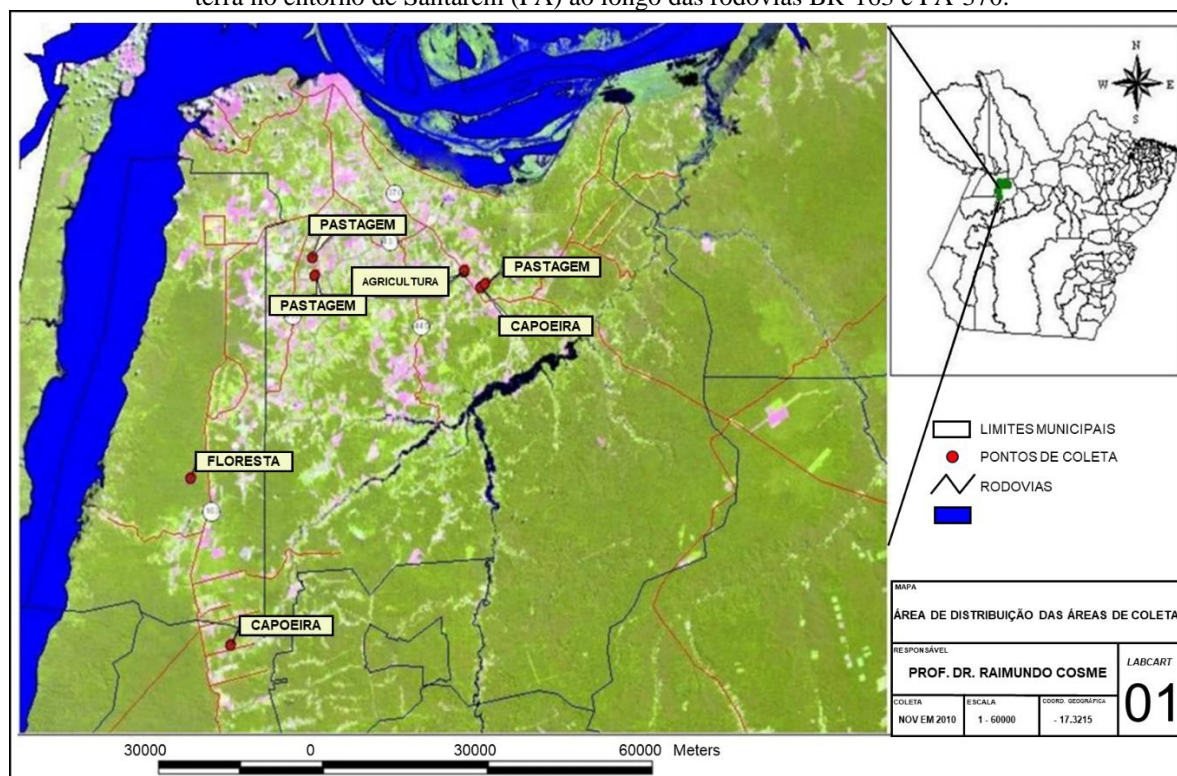 terra no entorno de Santarém (PA) ao longo das rodovias BR-163 e PA-370.
PASTAGEM
PASTAGEM
AGRICULTURA
PASTAGEM
CAPOEIRA
FLORESTA
CAPOEIRA
N
W E
S
LIMITES MUNICIPAIS
PONTOS DE COLETA
RODOVIAS
MAPA
ÁREA DE DISTRIBUIÇÃO DAS ÁREAS DE COLETA
RESPONSÁVEL
PROF. DR. RAIMUNDO COSME
LABCART
01
COLETA
NOV EM 2010
ESCALA
1 - 60000
COORD. GEOGRÁFICA
- 17.3215
30000 0 30000 60000 Meters